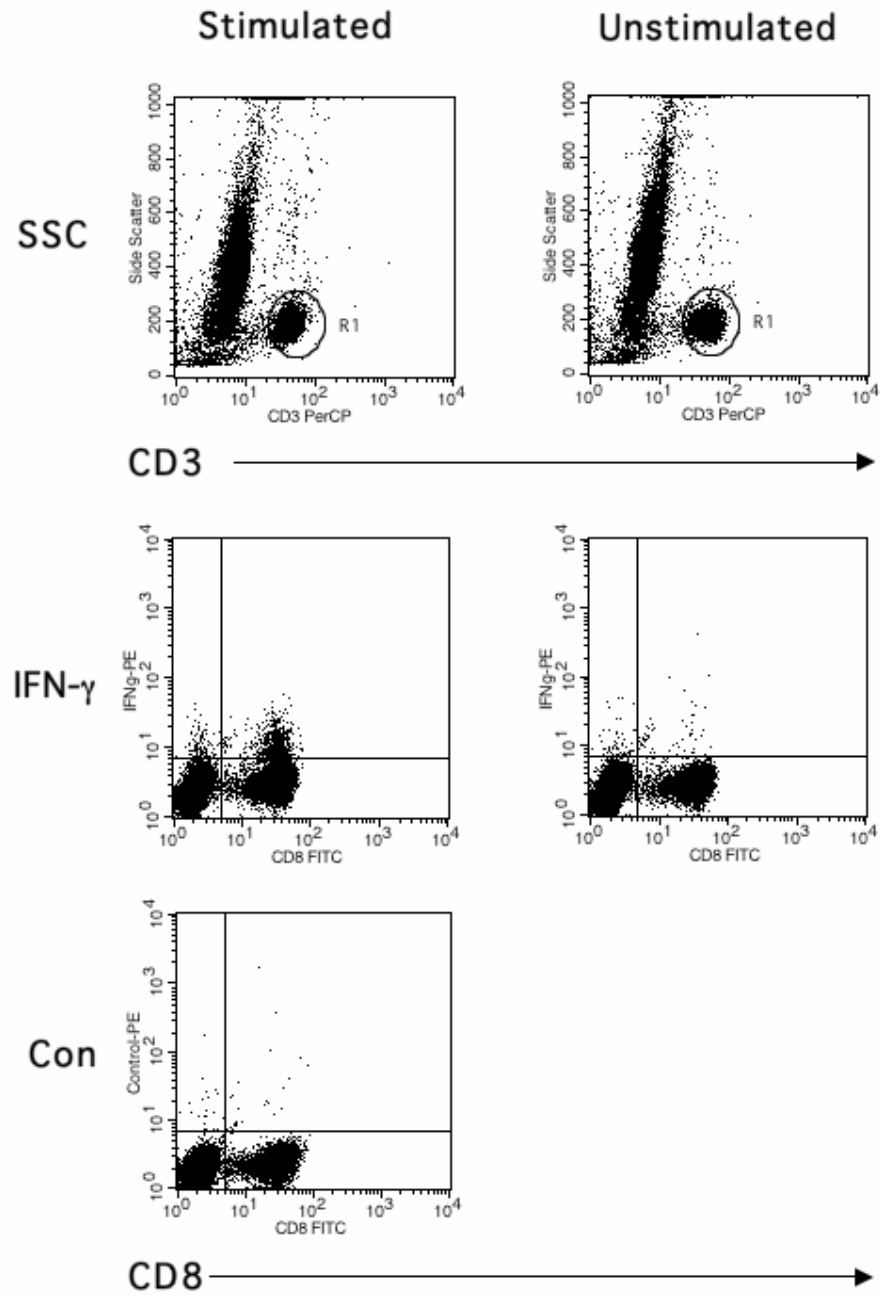 Stimulated Unstimulated
SSC
Side Scatter
1000
800
600
400
200
0
R1
10^0 10^1 10^2 10^3 10^4
CD3 PerCP
Side Scatter
1000
800
600
400
200
0
R1
10^0 10^1 10^2 10^3 10^4
CD3 PerCP
CD3
IFN-γ
IFNg-PE
10^4
10^3
10^2
10^1
10^0
10^0 10^1 10^2 10^3 10^4
CD8 FITC
IFNg-PE
10^4
10^3
10^2
10^1
10^0
10^0 10^1 10^2 10^3 10^4
CD8 FITC
Con
Control-PE
10^4
10^3
10^2
10^1
10^0
10^0 10^1 10^2 10^3 10^4
CD8 FITC
CD8